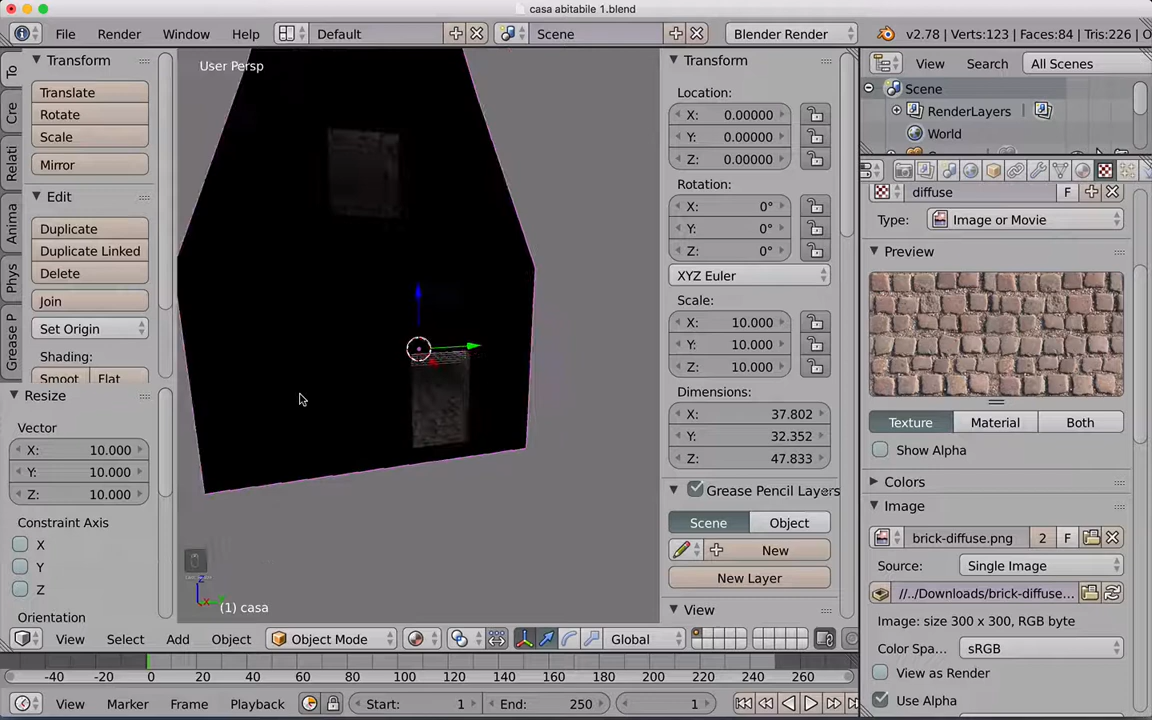 casa abitabile 1.blend
File Render Window Help Default Scene Blender Render v2.78 | Verts:123 | Faces:84 | Tris:226 | O
To
Cre
Relati
Anima
Phys
Grease P
Transform
Translate
Rotate
Scale
Mirror
Edit
Duplicate
Duplicate Linked
Delete
Join
Set Origin
Shading:
Smoot Flat
Resize
Vector
X: 10.000
Y: 10.000
Z: 10.000
Constraint Axis
X
Y
Z
Orientation
User Persp
(1) casa
Transform
Location:
X: 0.00000
Y: 0.00000
Z: 0.00000
Rotation:
X: 0°
Y: 0°
Z: 0°
XYZ Euler
Scale:
X: 10.000
Y: 10.000
Z: 10.000
Dimensions:
X: 37.802
Y: 32.352
Z: 47.833
Grease Pencil Layers
Scene Object
New
New Layer
View
View Search All Scenes
Scene
RenderLayers
World
diffuse F
Type: Image or Movie
Preview
Texture Material Both
Show Alpha
Colors
Image
brick-diffuse.png 2 F
Source: Single Image
//../Downloads/brick-diffuse...
Image: size 300 x 300, RGB byte
Color Spa... sRGB
View as Render
Use Alpha
View Select Add Object Object Mode Global
-40 -20 0 20 40 60 80 100 120 140 160 180 200 220 240 260
View Marker Frame Playback Start: 1 End: 250 1